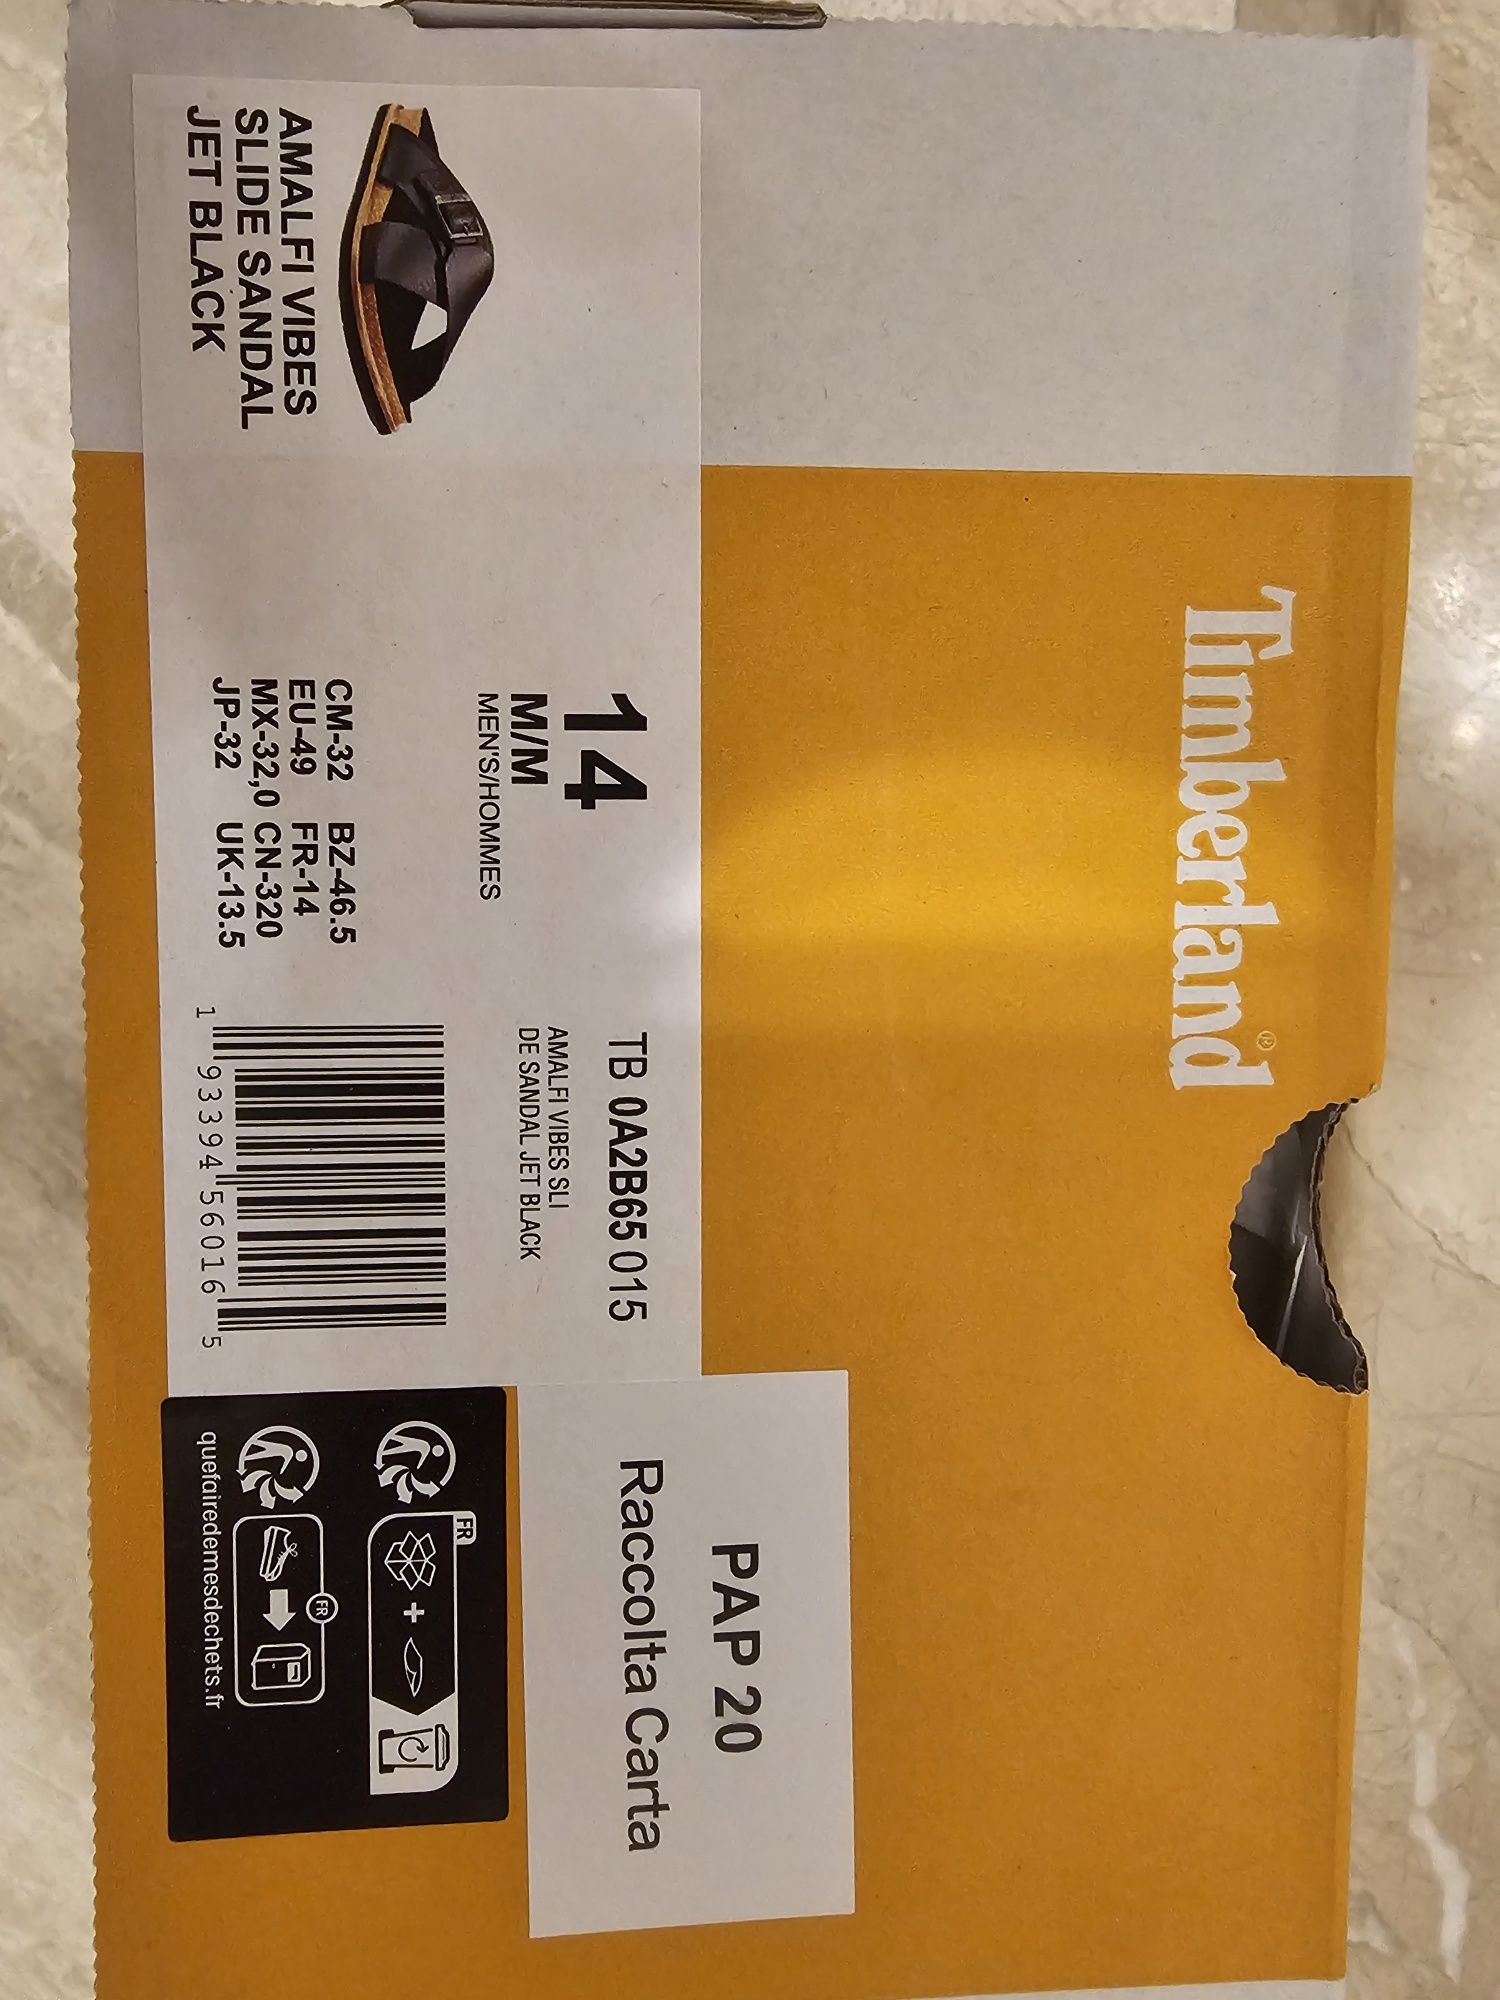 Timberland®
AMALFI VIBES
SLIDE SANDAL
JET BLACK
14
M/M
MEN'S/HOMMES
CM-32 BZ-46.5
EU-49 FR-14
MX-32,0 CN-320
JP-32 UK-13.5
TB 0A2B65 015
AMALFI VIBES SLI
DE SANDAL JET BLACK
1 93394 56016 5
PAP 20
Raccolta Carta
FR
FR
quefairedemesdechets.fr